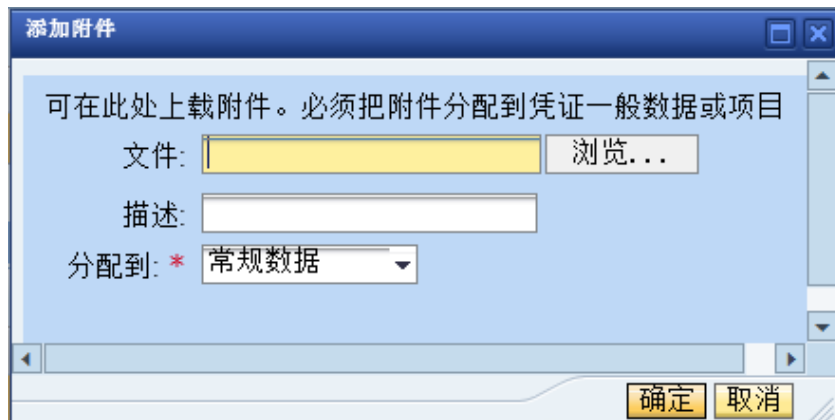 添加附件
可在此处上载附件。必须把附件分配到凭证一般数据或项目
文件: 浏览...
描述:
分配到: * 常规数据
确定 取消